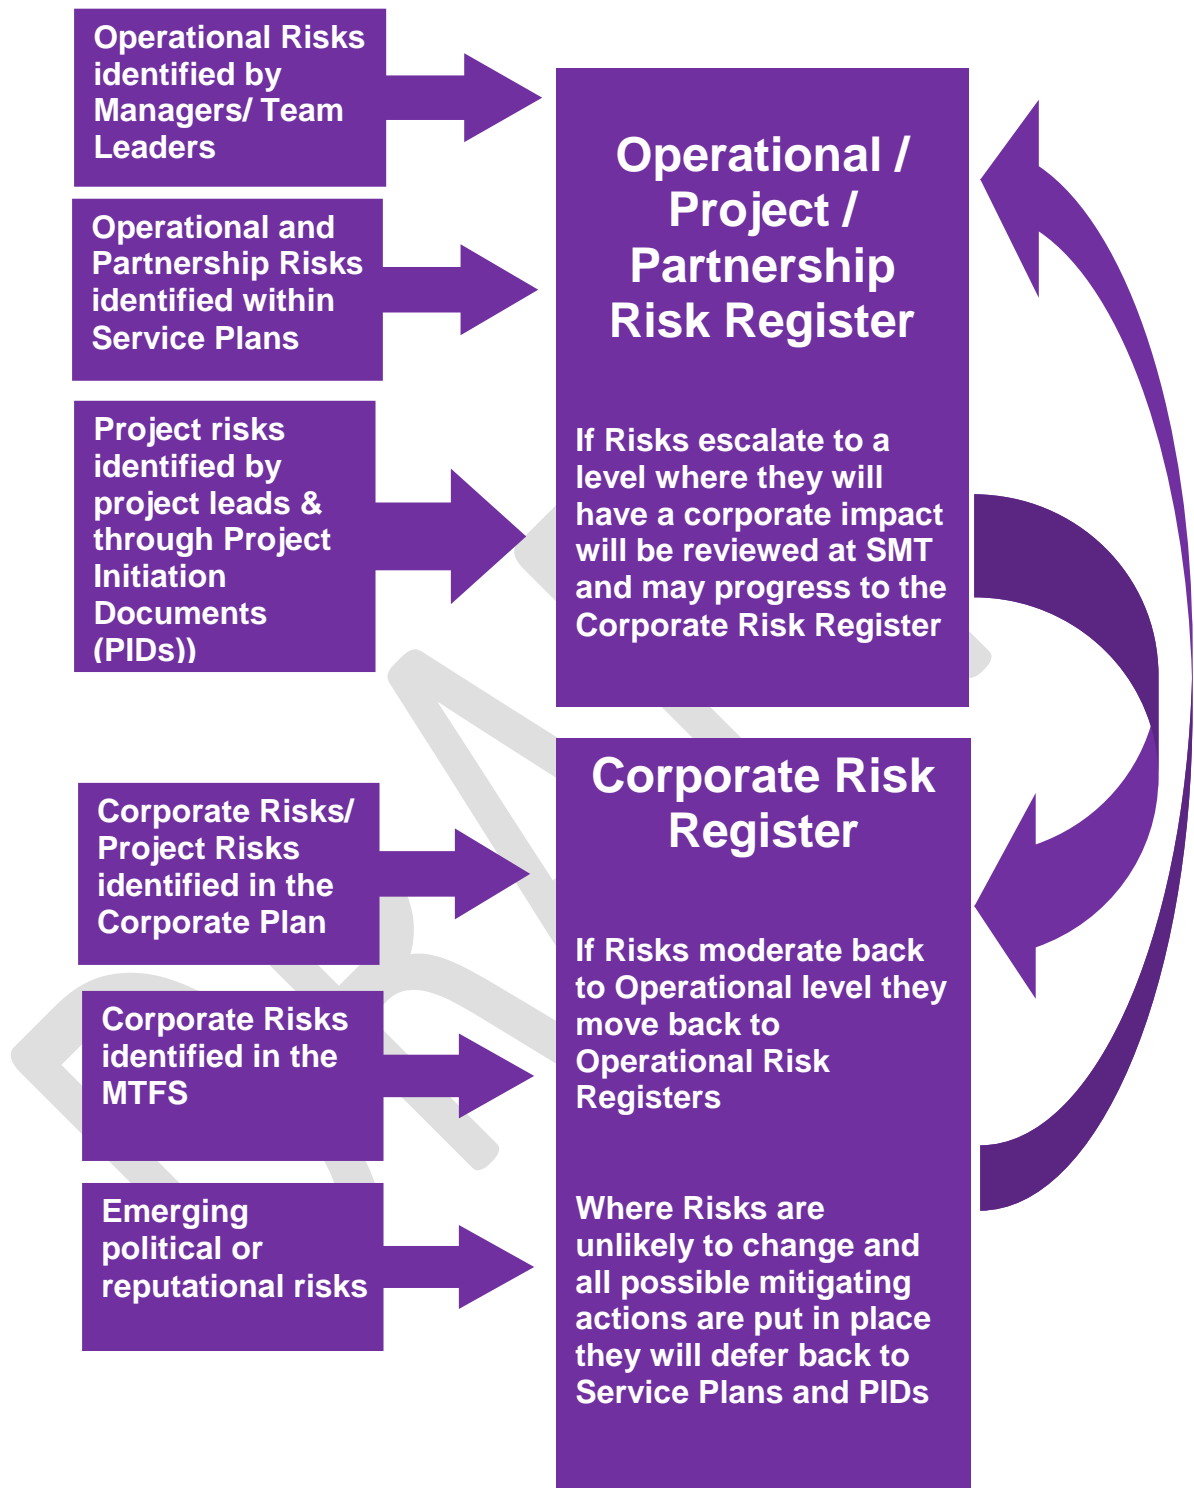 Operational Risks
identified by
Managers/ Team
Leaders
Operational and
Partnership Risks
identified within
Service Plans
Project risks
identified by
project leads &
through Project
Initiation
Documents
(PIDs))
Operational /
Project /
Partnership
Risk Register
If Risks escalate to a
level where they will
have a corporate impact
will be reviewed at SMT
and may progress to the
Corporate Risk Register
Corporate Risks/
Project Risks
identified in the
Corporate Plan
Corporate Risks
identified in the
MTFS
Emerging
political or
reputational risks
Corporate Risk
Register
If Risks moderate back
to Operational level they
move back to
Operational Risk
Registers
Where Risks are
unlikely to change and
all possible mitigating
actions are put in place
they will defer back to
Service Plans and PIDs